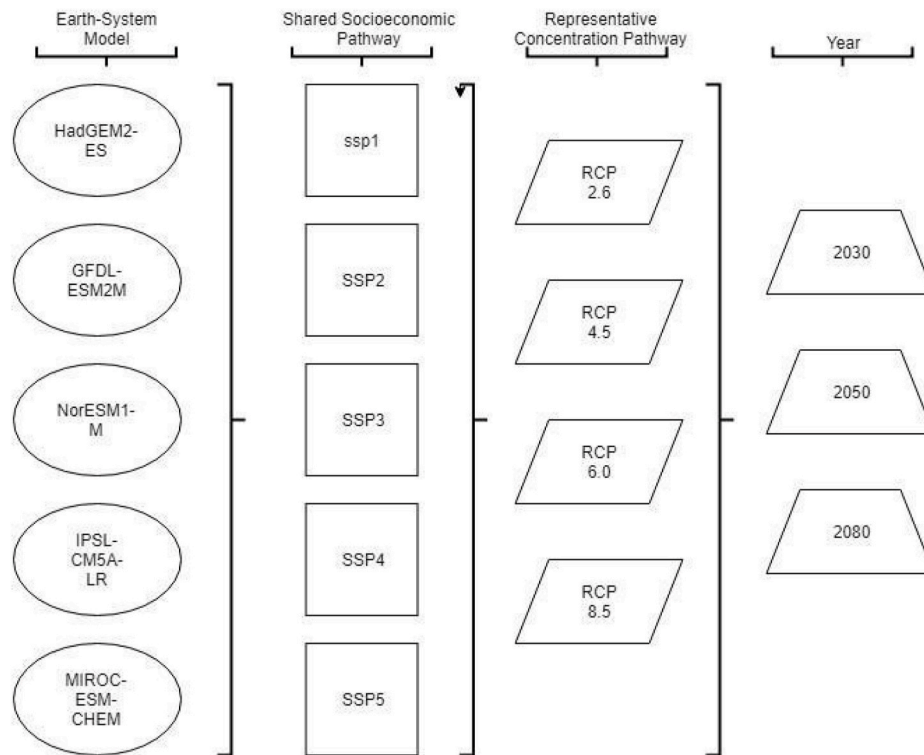 Earth-System
Model
Shared Socioeconomic
Pathway
Representative
Concentration Pathway
Year
HadGEM2-
ES
GFDL-
ESM2M
NorESM1-
M
IPSL-
CM5A-
LR
MIROC-
ESM-
CHEM
ssp1
SSP2
SSP3
SSP4
SSP5
RCP
2.6
RCP
4.5
RCP
6.0
RCP
8.5
2030
2050
2080